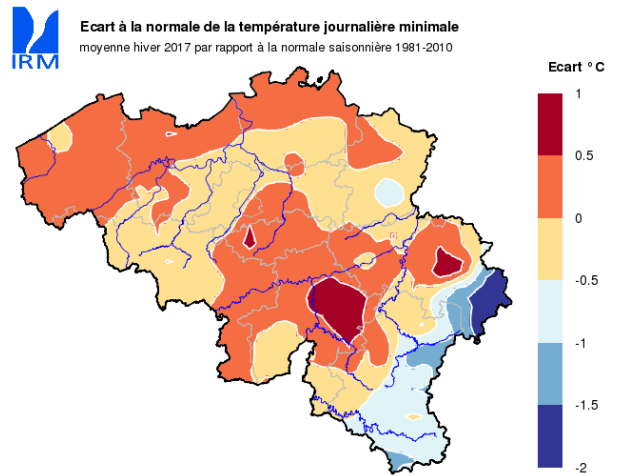 Ecart à la normale de la température journalière minimale
moyenne hiver 2017 par rapport à la normale saisonnière 1981-2010
IRM
Ecart °C
1
0.5
0
-0.5
-1
-1.5
-2